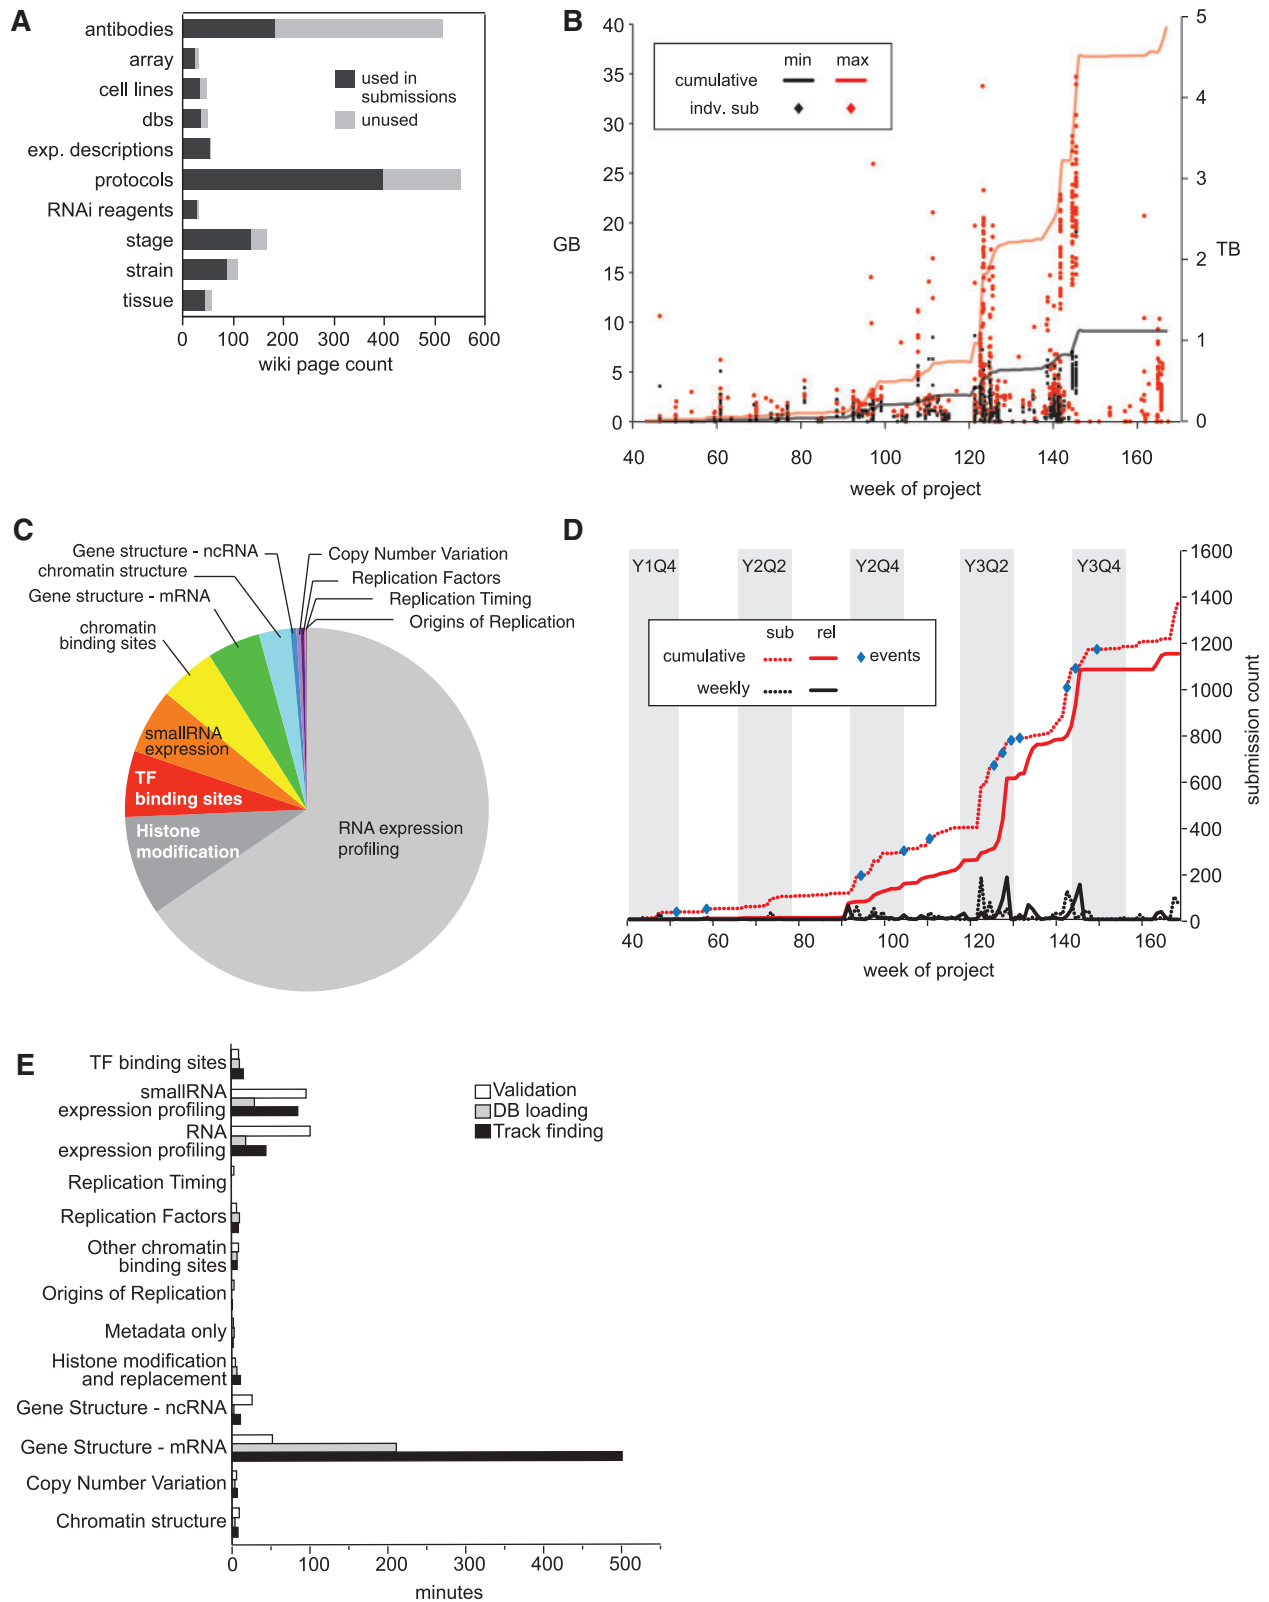 A
antibodies
array
cell lines
dbs
exp. descriptions
protocols
RNAi reagents
stage
strain
tissue
used in
submissions
unused
0 100 200 300 400 500 600
wiki page count
B
40
35
30
25
20
15
10
5
0
GB
min max
cumulative
indv. sub
5
4
3
2
1
0
TB
40 60 80 100 120 140 160
week of project
C
Gene structure - ncRNA
chromatin structure
Gene structure - mRNA
chromatin
binding sites
Copy Number Variation
Replication Factors
Replication Timing
Origins of Replication
smallRNA
expression
TF
binding sites
Histone
modification
RNA expression
profiling
D
Y1Q4 Y2Q2 Y2Q4 Y3Q2 Y3Q4
sub rel
cumulative events
weekly
1600
1400
1200
1000
800
600
400
200
0
submission count
40 60 80 100 120 140 160
week of project
E
TF binding sites
smallRNA
expression profiling
RNA
expression profiling
Replication Timing
Replication Factors
Other chromatin
binding sites
Origins of Replication
Metadada only
Histone modification
and replacement
Gene Structure - ncRNA
Gene Structure - mRNA
Copy Number Variation
Chromatin structure
Validation
DB loading
Track finding
0 100 200 300 400 500
minutes